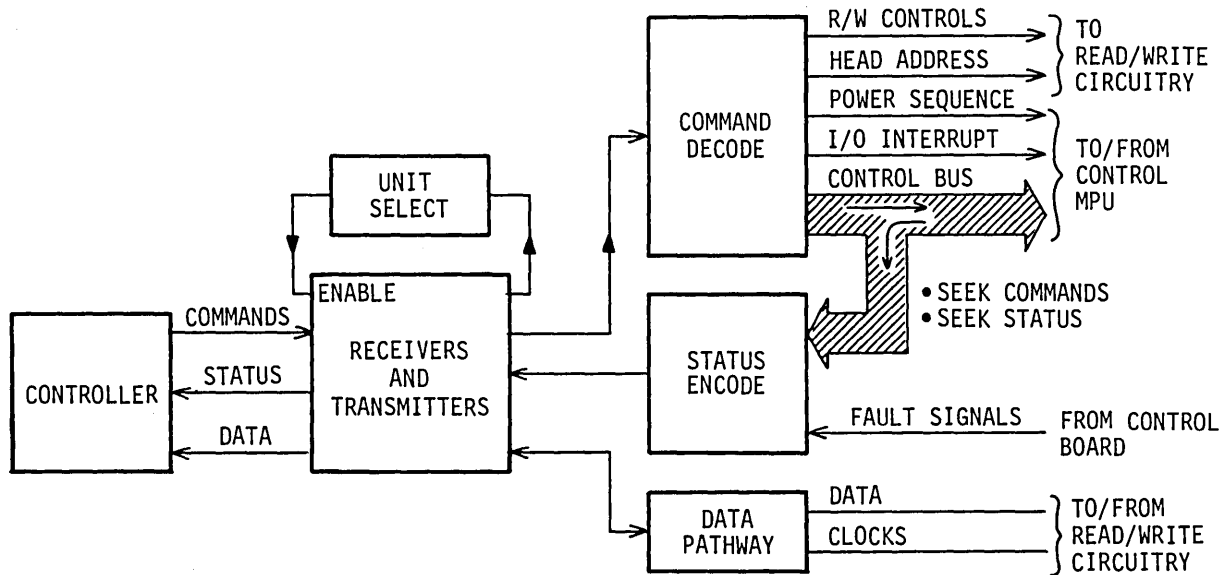 R/W CONTROLS
HEAD ADDRESS
TO
READ/WRITE
CIRCUITRY
POWER SEQUENCE
I/O INTERRUPT
CONTROL BUS
TO/FROM
CONTROL
MPU
COMMAND
DECODE
UNIT
SELECT
ENABLE
COMMANDS
STATUS
DATA
CONTROLLER
RECEIVERS
AND
TRANSMITTERS
• SEEK COMMANDS
• SEEK STATUS
STATUS
ENCODE
FAULT SIGNALS
FROM CONTROL
BOARD
DATA
PATHWAY
DATA
CLOCKS
TO/FROM
READ/WRITE
CIRCUITRY